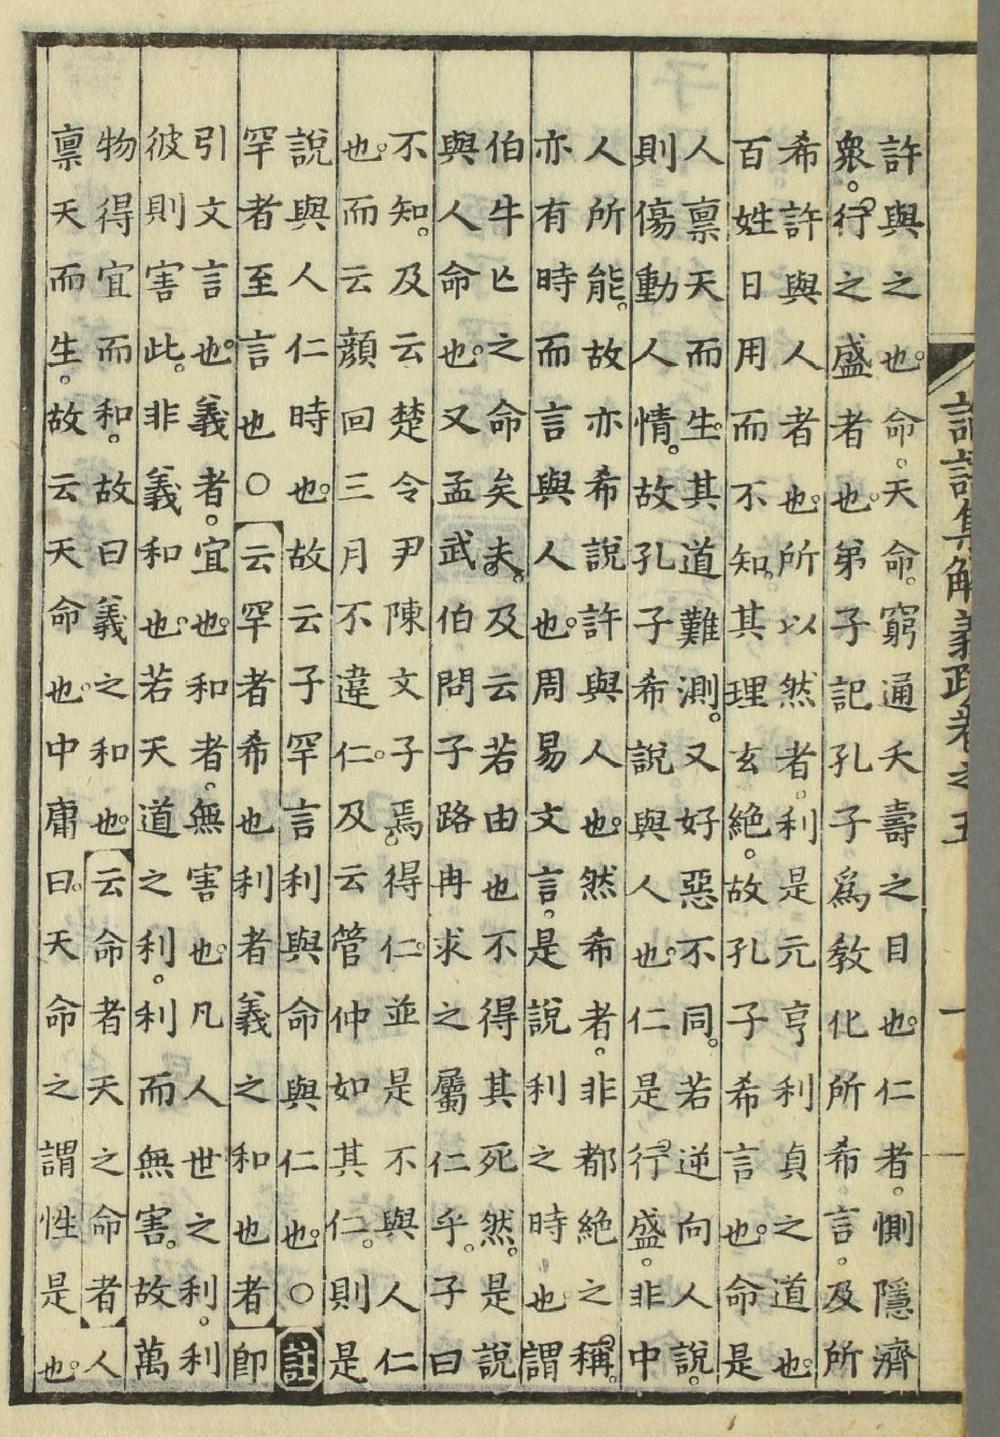 論語集解義疏卷之五 一
許與之也。命。天命。窮通夭壽之目也。仁者。惻隱濟
衆。行之盛者也。弟子記孔子爲教化所希言。及所
希許與人者也。所以然者。利是元亨利貞之道也。
百姓日用而不知。其理玄絶。故孔子希言也。命是
人禀天而生。其道難測。又好惡不同。若逆向人說。
則傷動人情。故孔子希說與人也。仁是行盛。非中
人所能。故亦希說許與人也。然希者。非都絶之稱。
亦有時而言與人也。周易文言。是說利之時也。謂
伯牛亡之命矣夫。及云若由也不得其死然。是說
與人命也。又孟武伯問子路冉求之屬仁乎。子曰
不知。及云楚令尹陳文子焉。得仁。並是不與人仁
也。而云顔回三月不違仁。及云管仲如其仁。則是
說與人仁時也。故云子罕言利與命與仁也。○註
罕者至言也○【云罕者希也利者義之和也者】卽
引文言也。義者。宜也。和者。無害也。凡人世之利。利
彼則害此。非義和也。若天道之利。利而無害。故萬
物得宜而和。故曰義之和也。【云命者天之命者】人
禀天而生。故云天命也。中庸曰。天命之謂性是也。